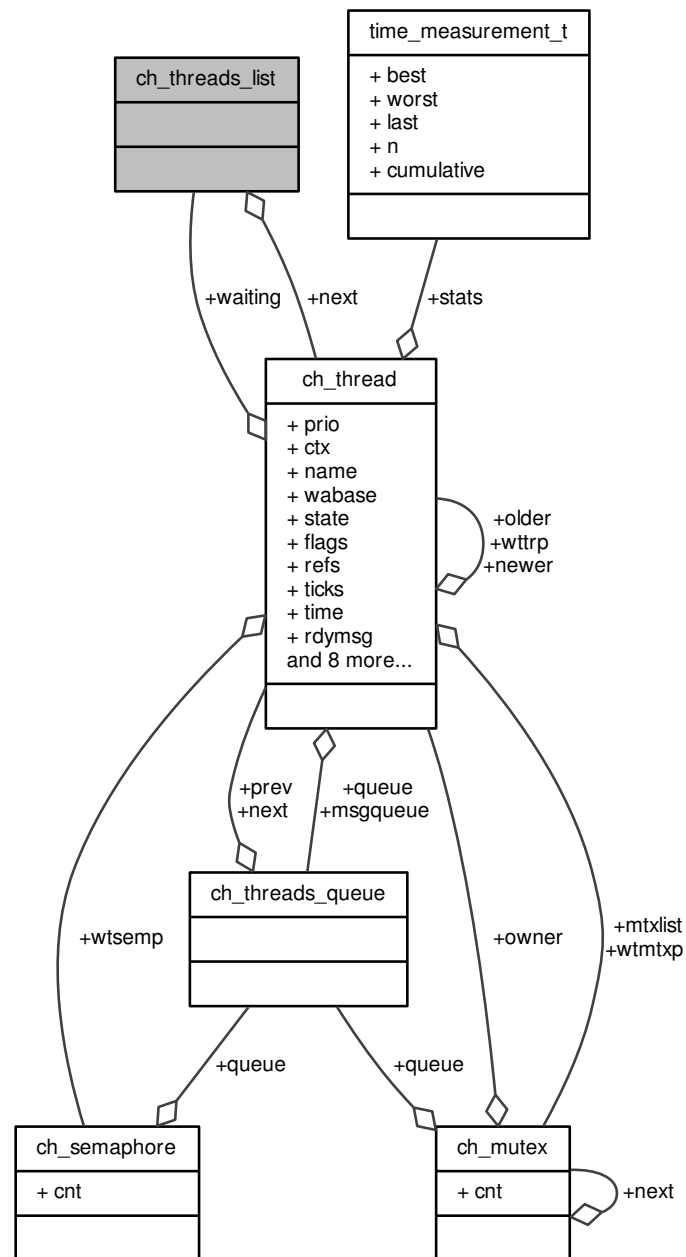 time_measurement_t
+ best
+ worst
+ last
+ n
+ cumulative
ch_threads_list
+waiting
+next
+stats
ch_thread
+ prio
+ ctx
+ name
+ wabase
+ state
+ flags
+ refs
+ ticks
+ time
+ rdymsg
and 8 more...
+older
+wttrp
+newer
+prev
+next
+queue
+msgqueue
ch_threads_queue
+wtsemp
+owner
+mtxlist
+wtmtxp
+queue
+queue
ch_semaphore
+ cnt
ch_mutex
+ cnt
+next